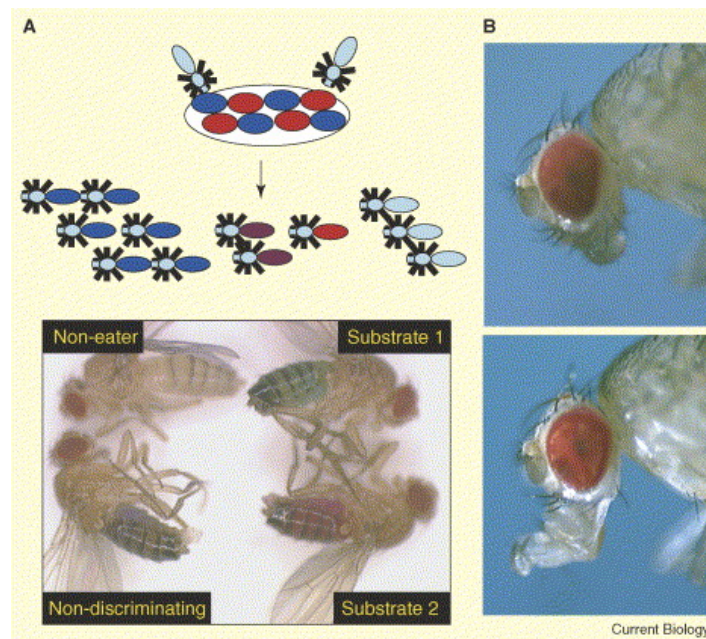 A
B
Non-eater
Substrate 1
Non-discriminating
Substrate 2
Current Biology